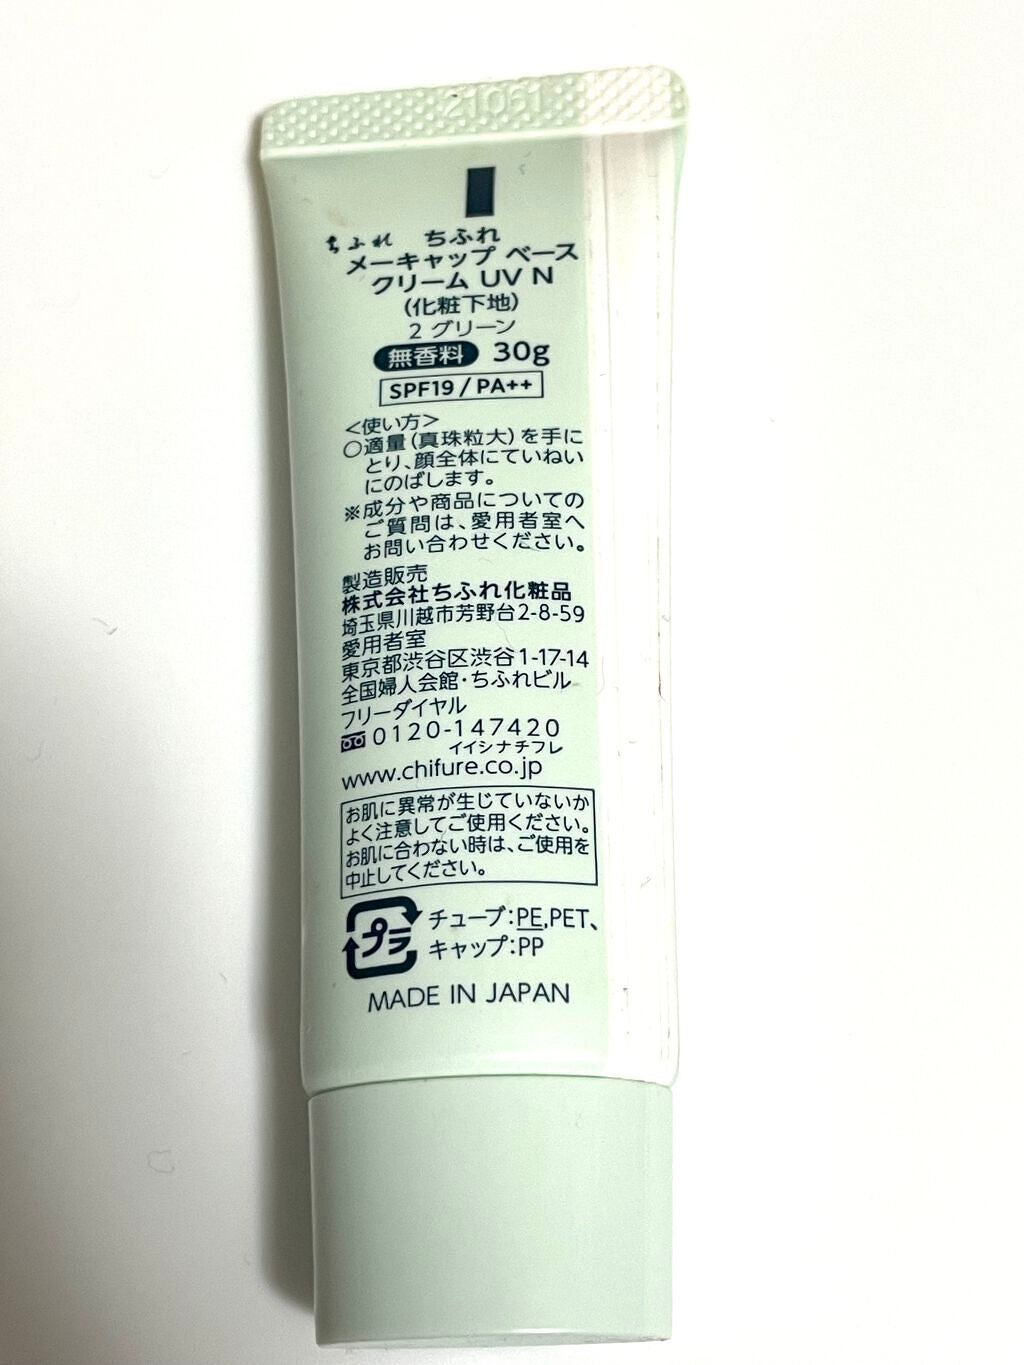 21061
ちふれ ちふれ
メーキャップ ベース
クリーム UV N
(化粧下地)
2 グリーン
無香料 30g
SPF19 / PA++
<使い方>
○適量(真珠粒大)を手に
とり、顔全体にていねい
にのばします。
※成分や商品についての
ご質問は、愛用者室へ
お問い合わせください。
製造販売
株式会社ちふれ化粧品
埼玉県川越市芳野台2-8-59
愛用者室
東京都渋谷区渋谷1-17-14
全国婦人会館・ちふれビル
フリーダイヤル
0120-147420
イイシナチフレ
www.chifure.co.jp
お肌に異常が生じていないか
よく注意してご使用ください。
お肌に合わない時は、ご使用を
中止してください。
プラ チューブ:PE,PET、
キャップ:PP
MADE IN JAPAN